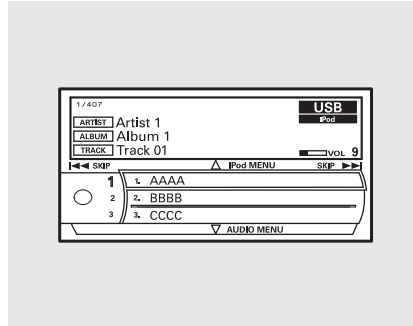 1/407
USB
iPod
ARTIST Artist 1
ALBUM Album 1
TRACK Track 01
VOL 9
SKIP
iPod MENU
SKIP
1 1. AAAA
2 2. BBBB
3 3. CCCC
AUDIO MENU